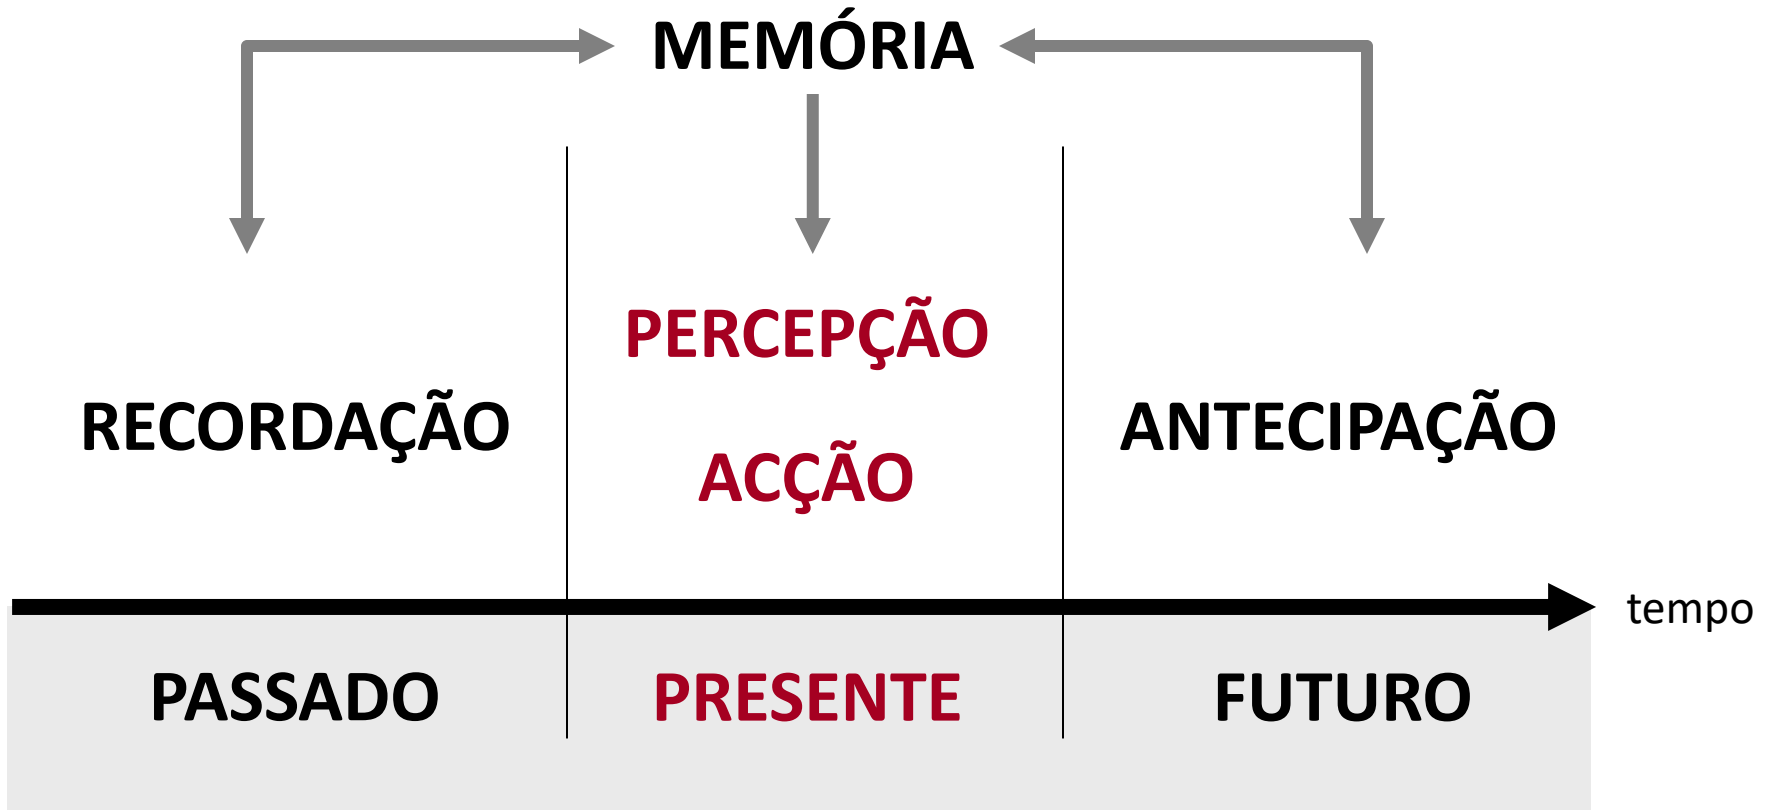 MEMÓRIA
PERCEPÇÃO
RECORDAÇÃO
ANTECIPAÇÃO
ACÇÃO
tempo
PASSADO
PRESENTE
FUTURO